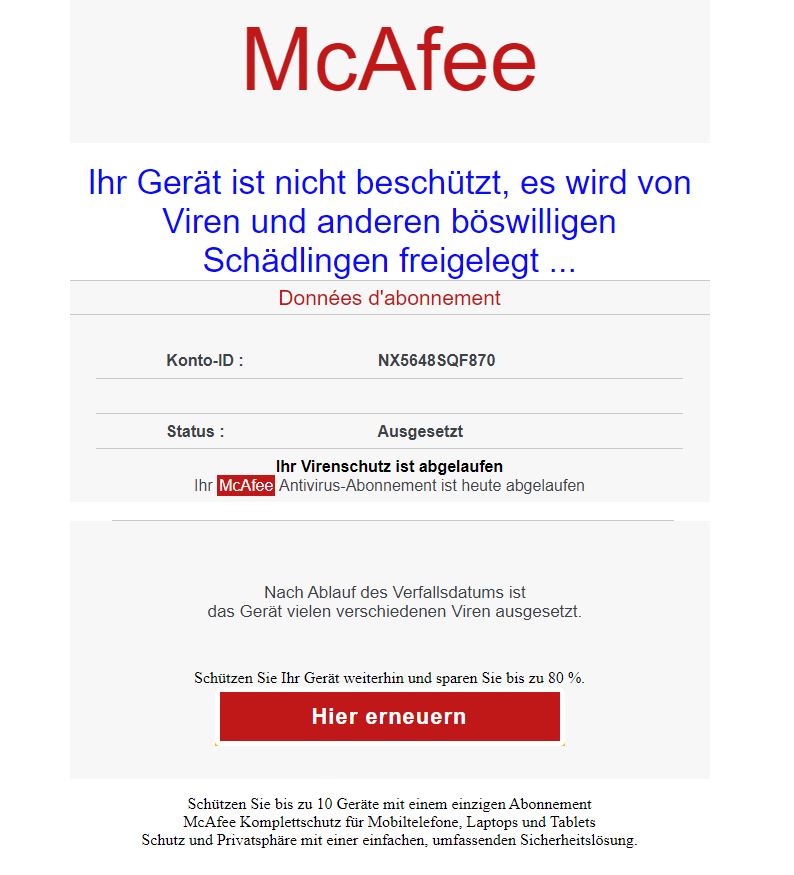 McAfee
Ihr Gerät ist nicht beschützt, es wird von
Viren und anderen böswilligen
Schädlingen freigelegt ...
Données d'abonnement
Konto-ID : NX5648SQF870
Status : Ausgesetzt
Ihr Virenschutz ist abgelaufen
Ihr McAfee Antivirus-Abonnement ist heute abgelaufen
Nach Ablauf des Verfallsdatums ist
das Gerät vielen verschiedenen Viren ausgesetzt.
Schützen Sie Ihr Gerät weiterhin und sparen Sie bis zu 80 %.
Hier erneuern
Schützen Sie bis zu 10 Geräte mit einem einzigen Abonnement
McAfee Komplettschutz für Mobiltelefone, Laptops und Tablets
Schutz und Privatsphäre mit einer einfachen, umfassenden Sicherheitslösung.